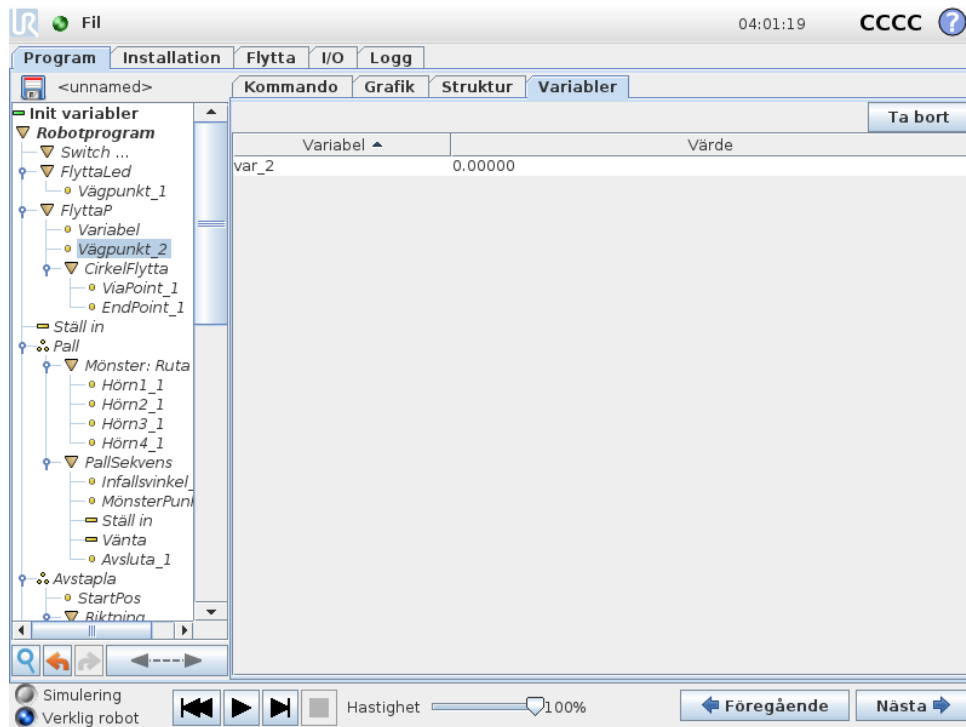 UR Fil 04:01:19 CCCC ?
Program Installation Flytta I/O Logg
<unnamed>
Kommando Grafik Struktur Variabler
Ta bort
Variabel Värde
var_2 0.00000
Init variabler
Robotprogram
Switch ...
FlyttaLed
Vägpunkt_1
FlyttaP
Variabel
Vägpunkt_2
CirkelFlytta
ViaPoint_1
EndPoint_1
Ställ in
Pall
Mönster: Ruta
Hörn1_1
Hörn2_1
Hörn3_1
Hörn4_1
PallSekvens
Infallsvinkel_
MönsterPun
Ställ in
Vänta
Avsluta_1
Avstapla
StartPos
Riktning
Simulering
Verklig robot
Hastighet 100%
Föregående Nästa